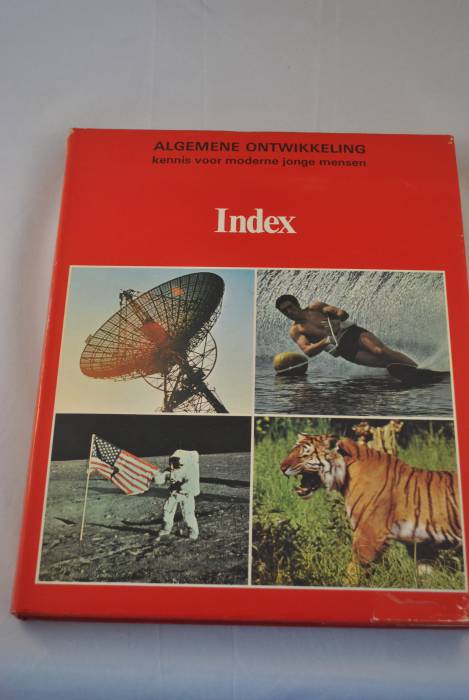 ALGEMENE ONTWIKKELING
kennis voor moderne jonge mensen
Index